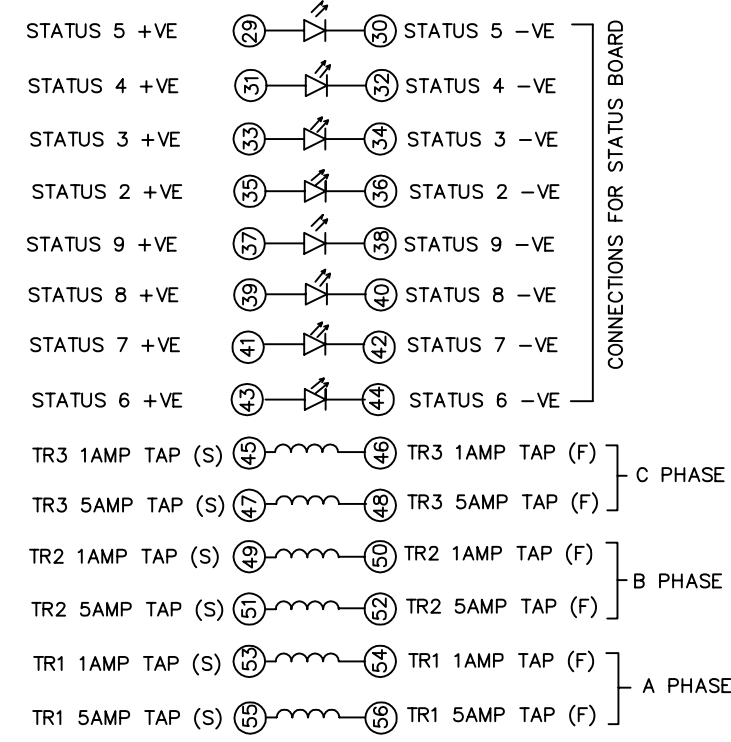 STATUS 5 +VE 29 30 STATUS 5 -VE
STATUS 4 +VE 31 32 STATUS 4 -VE
STATUS 3 +VE 33 34 STATUS 3 -VE
STATUS 2 +VE 35 36 STATUS 2 -VE
STATUS 9 +VE 37 38 STATUS 9 -VE
STATUS 8 +VE 39 40 STATUS 8 -VE
STATUS 7 +VE 41 42 STATUS 7 -VE
STATUS 6 +VE 43 44 STATUS 6 -VE
CONNECTIONS FOR STATUS BOARD
TR3 1AMP TAP (S) 45 46 TR3 1AMP TAP (F)
TR3 5AMP TAP (S) 47 48 TR3 5AMP TAP (F)
C PHASE
TR2 1AMP TAP (S) 49 50 TR2 1AMP TAP (F)
TR2 5AMP TAP (S) 51 52 TR2 5AMP TAP (F)
B PHASE
TR1 1AMP TAP (S) 53 54 TR1 1AMP TAP (F)
TR1 5AMP TAP (S) 55 56 TR1 5AMP TAP (F)
A PHASE